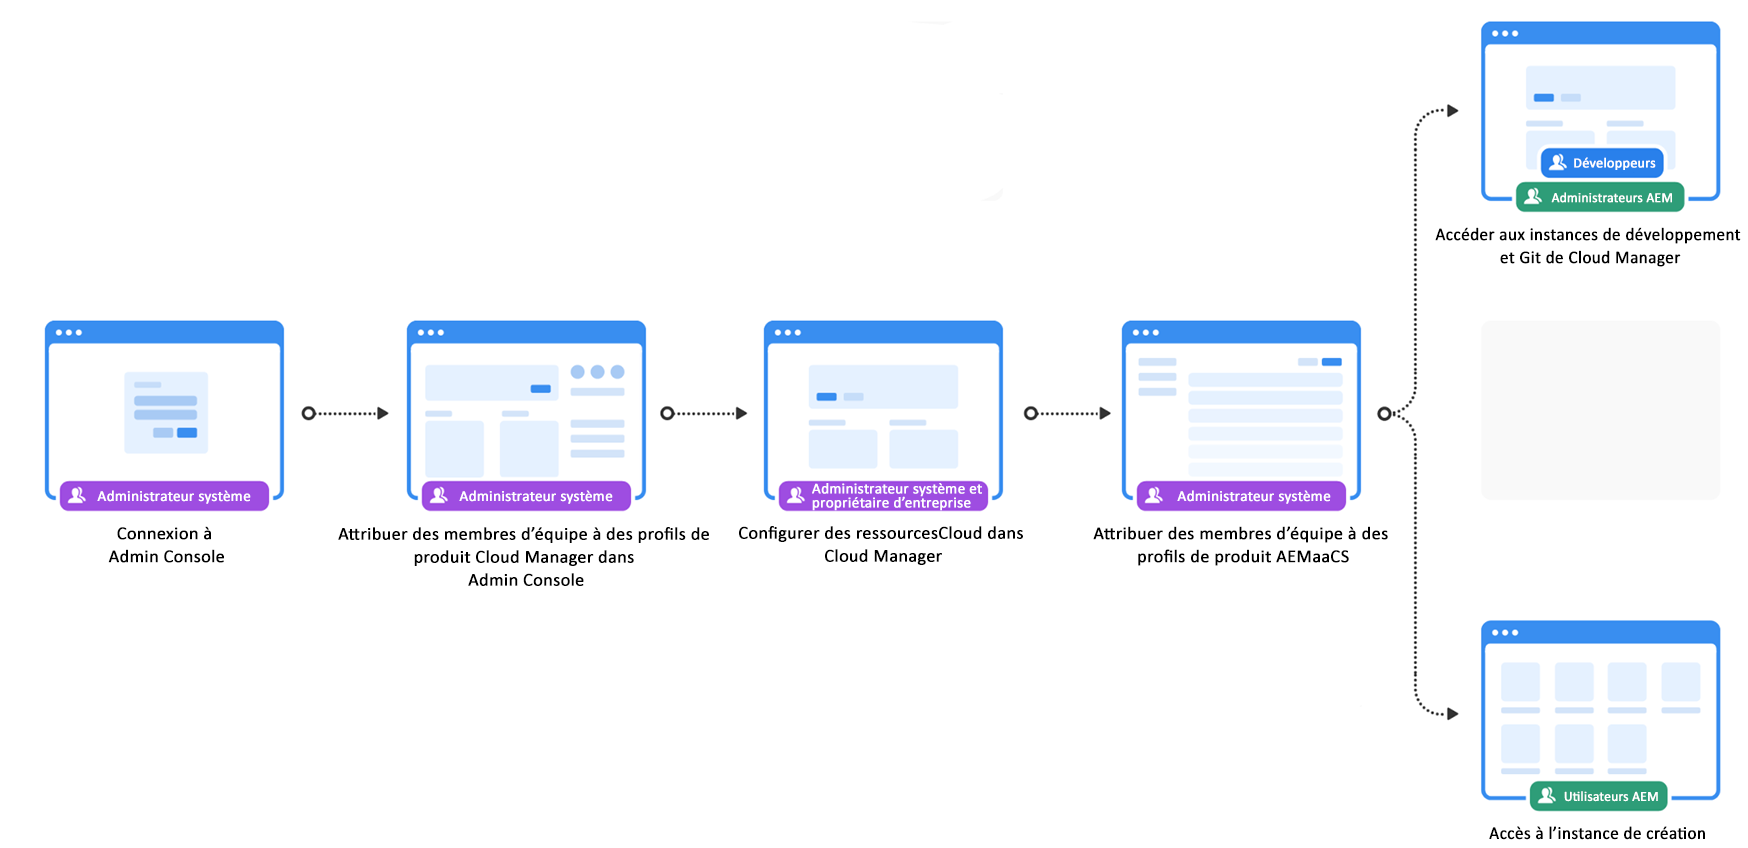 Administrateur système
Connexion à
Admin Console
Administrateur système
Attribuer des membres d’équipe à des profils de
produit Cloud Manager dans
Admin Console
Administrateur système et
propriétaire d’entreprise
Configurer des ressourcesCloud dans
Cloud Manager
Administrateur système
Attribuer des membres d’équipe à des
profils de produit AEMaaCS
Développeurs
Administrateurs AEM
Accéder aux instances de développement
et Git de Cloud Manager
Utilisateurs AEM
Accès à l’instance de création